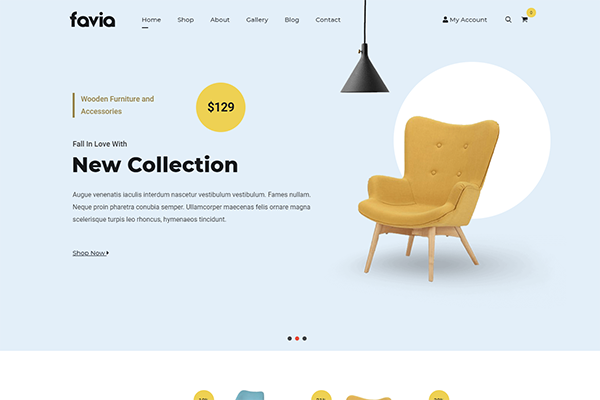 favia
Home Shop About Gallery Blog Contact
My Account
3
Wooden Furniture and
Accessories
$129
Fall In Love With
New Collection
Augue venenatis iaculis interdum nascetur vestibulum vestibulum. Fames nullam.
Neque proin pharetra conubia semper. Ullamcorper maecenas felis ornare magna
scelerisque turpis leo rhoncus, hymenaeos tincidunt.
Shop Now